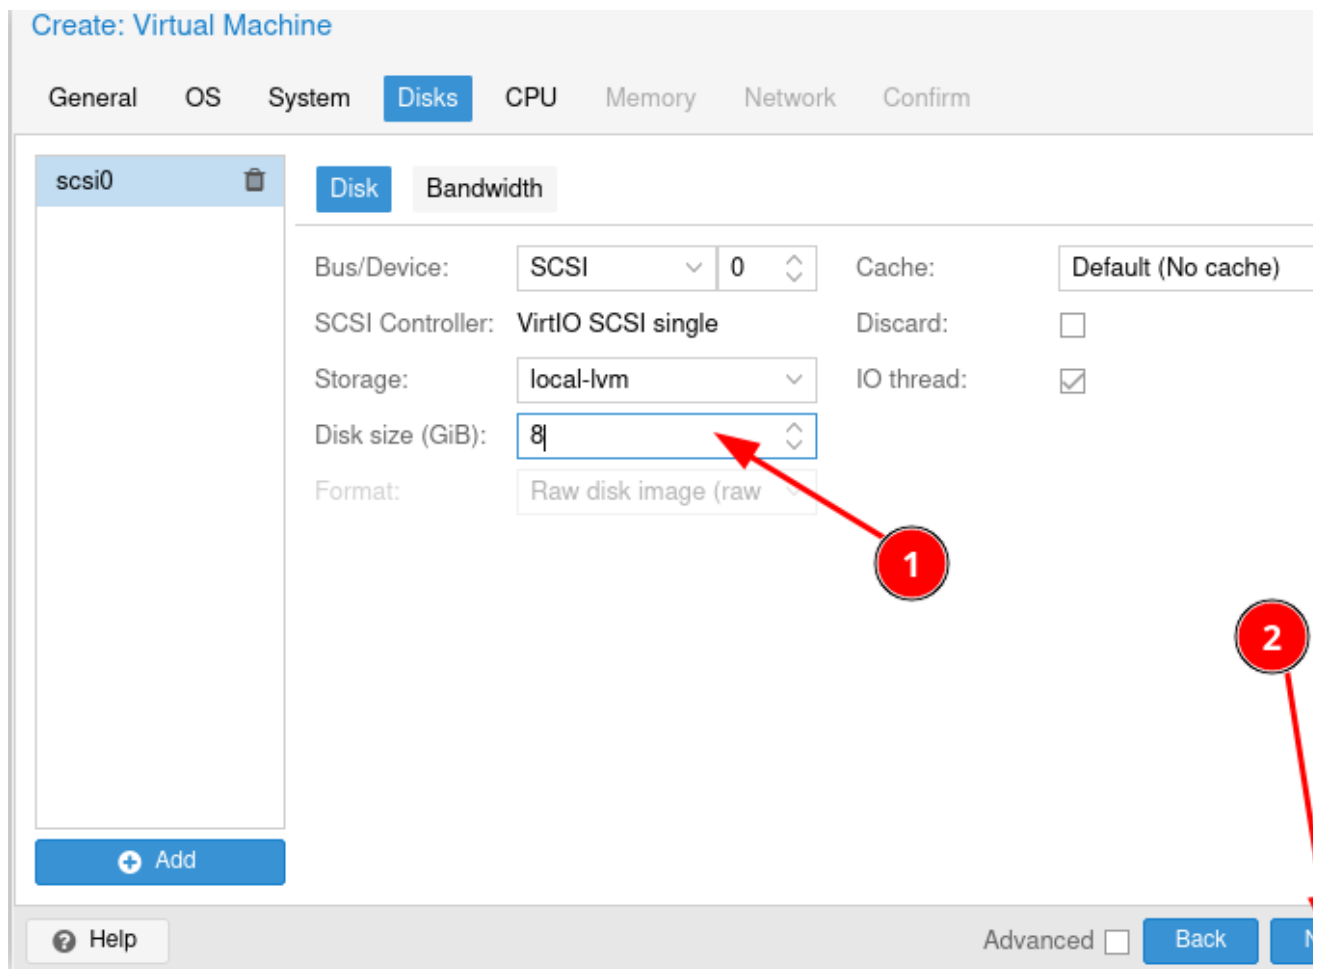 Create: Virtual Machine
General OS System Disks CPU Memory Network Confirm
scsi0
Disk Bandwidth
Bus/Device: SCSI 0 Cache: Default (No cache)
SCSI Controller: VirtIO SCSI single Discard:
Storage: local-lvm IO thread:
Disk size (GiB): 8
Format: Raw disk image (raw
1
2
Add
Help Advanced Back